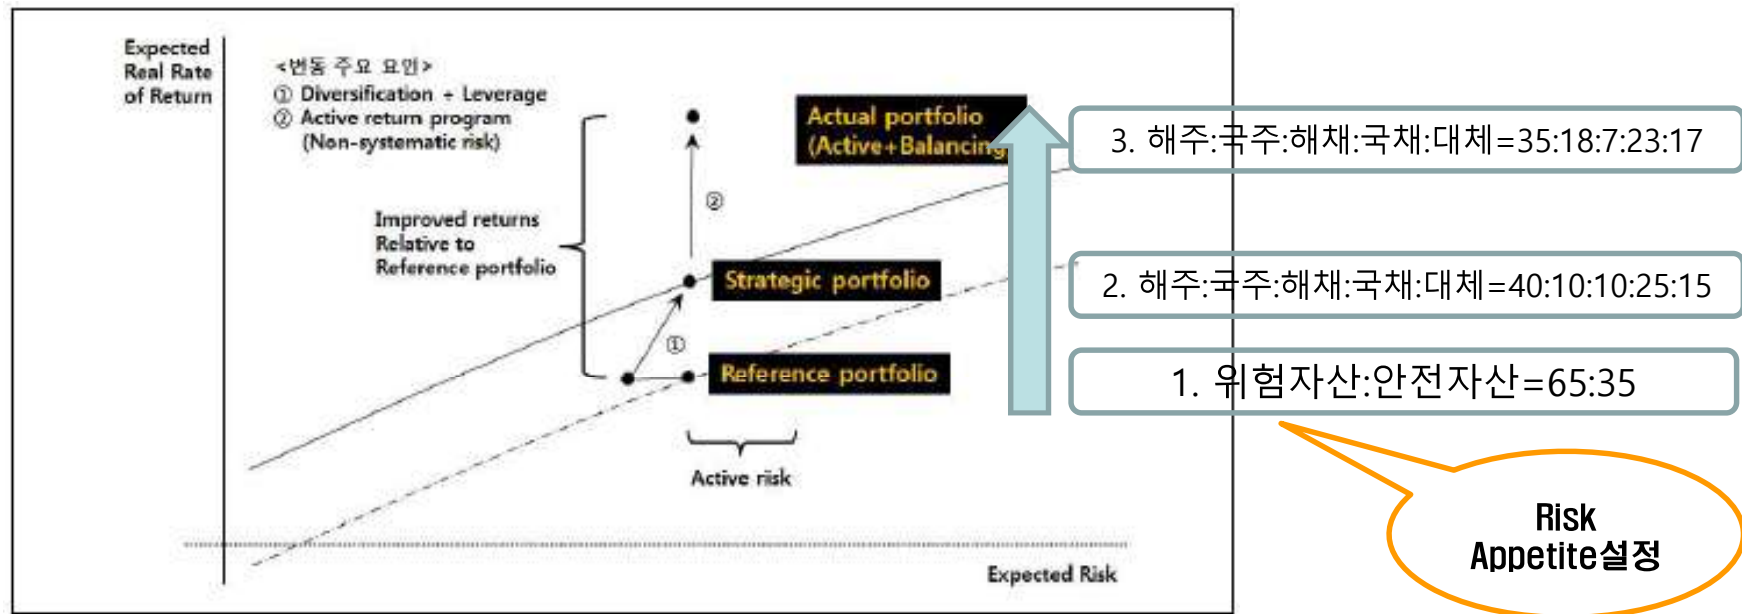 Expected
Real Rate
of Return
<변동 주요 요인>
① Diversification + Leverage
② Active return program
(Non-systematic risk)
Actual portfolio
(Active+Balancing
3. 해주:국주:해채:국채:대체=35:18:7:23:17
②
Improved returns
Relative to
Reference portfolio
Strategic portfolio
2. 해주:국주:해채:국채:대체=40:10:10:25:15
①
Reference portfolio
1. 위험자산:안전자산=65:35
Active risk
Expected Risk
Risk
Appetite설정